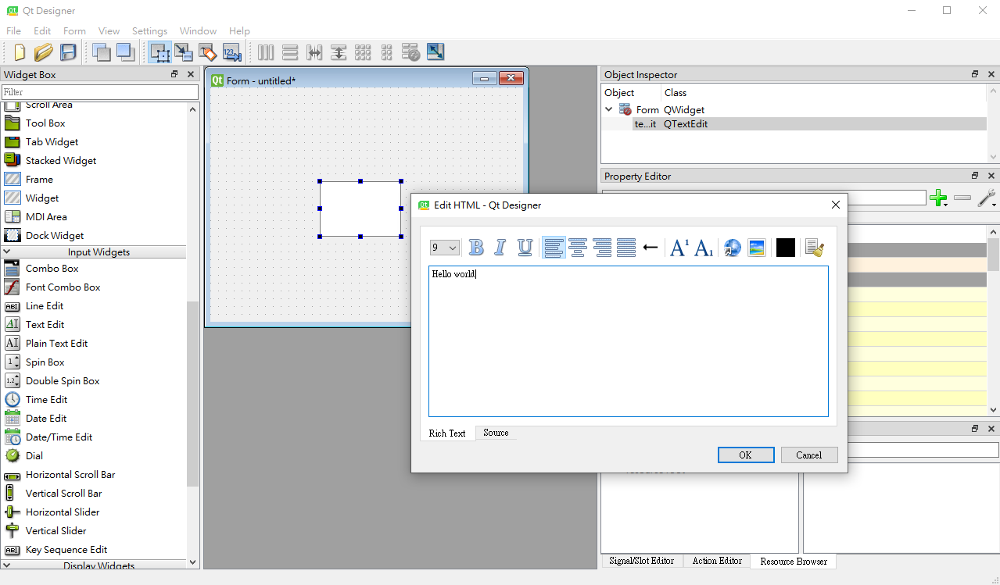 Qt Designer
File Edit Form View Settings Window Help
Widget Box
Filter
Scroll Area
Tool Box
Tab Widget
Stacked Widget
Frame
Widget
MDI Area
Dock Widget
Input Widgets
Combo Box
Font Combo Box
Line Edit
Text Edit
Plain Text Edit
Spin Box
Double Spin Box
Time Edit
Date Edit
Date/Time Edit
Dial
Horizontal Scroll Bar
Vertical Scroll Bar
Horizontal Slider
Vertical Slider
Key Sequence Edit
Display Widgets
Form - untitled*
Object Inspector
Object Class
Form QWidget
te...it QTextEdit
Property Editor
Edit HTML - Qt Designer
9
Hello world
Rich Text Source
OK Cancel
Signal/Slot Editor Action Editor Resource Browser